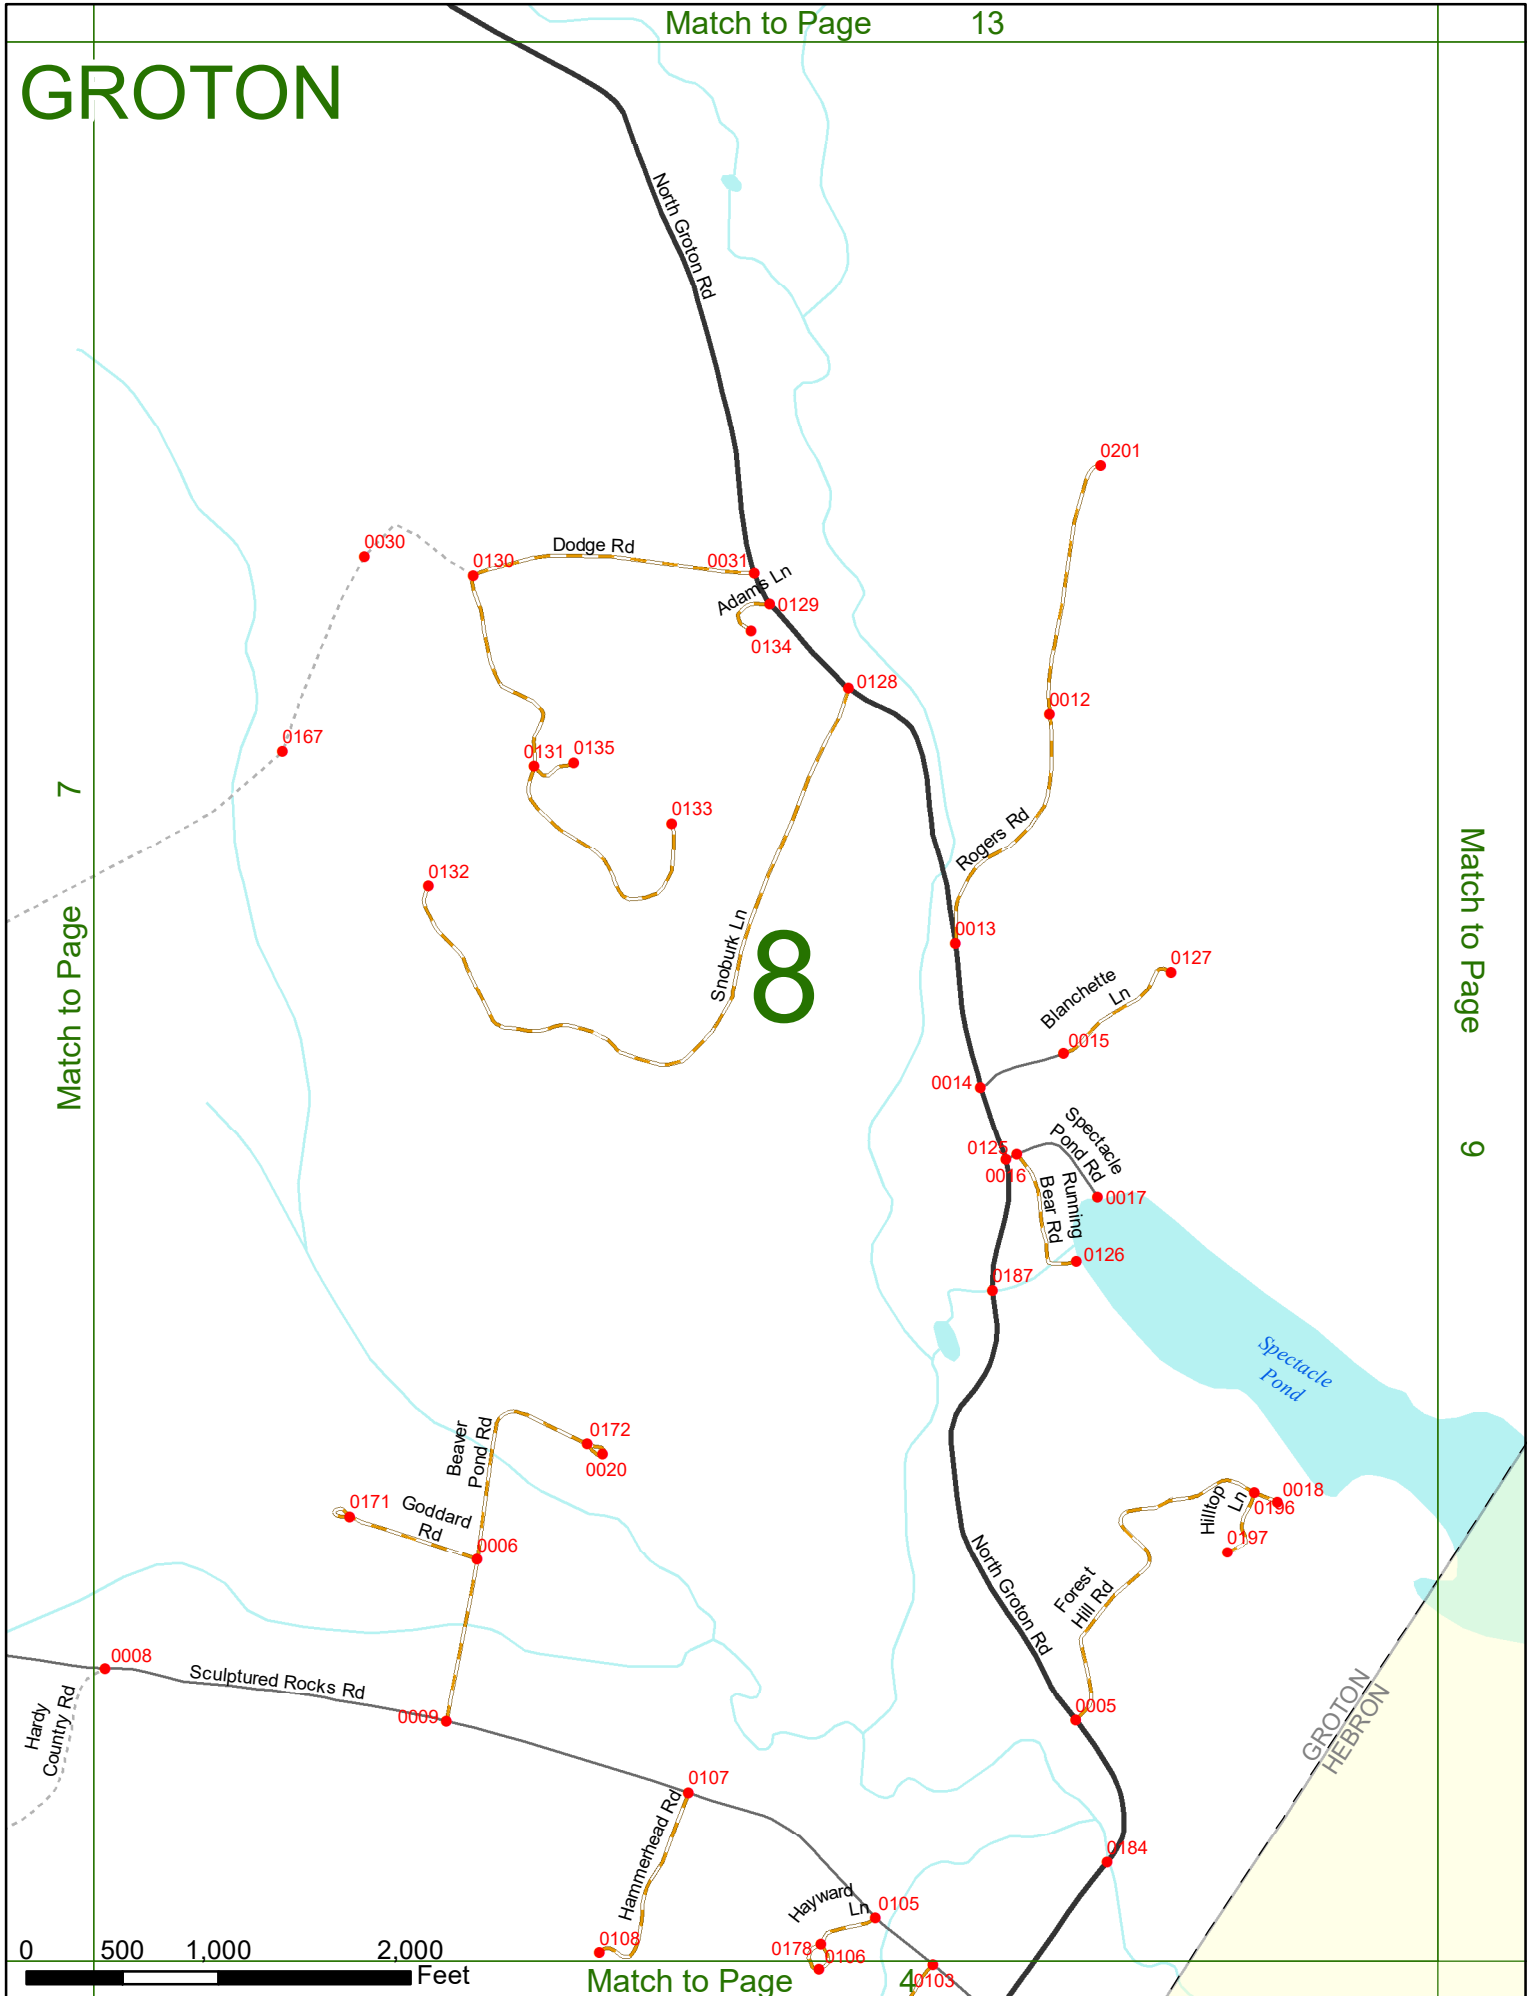 Match to Page 13
GROTON
North Groton Rd
0201
0030
0130
Dodge Rd
0031
Adams Ln
0129
0134
0128
0012
0167
0131
0135
0133
Rogers Rd
7
Match to Page
0132
Snoburk Ln
8
0013
Match to Page
9
0127
Blanchette
Ln
0015
0014
Spectacle
Pond Rd
0125
0016
Running
Bear Rd
0017
0126
0187
Spectacle
Pond
Beaver
Pond Rd
0172
0020
0171
Goddard
Rd
0006
Hilltop
Ln
0018
0196
0197
North Groton Rd
Forest
Hill Rd
0008
Sculptured Rocks Rd
0009
Hardy
Country Rd
0005
GROTON
HEBRON
0107
Hammerhead Rd
0184
Hayward
Ln
0105
0108
0178
0106
0103
0 500 1,000 2,000
Feet
Match to Page 4